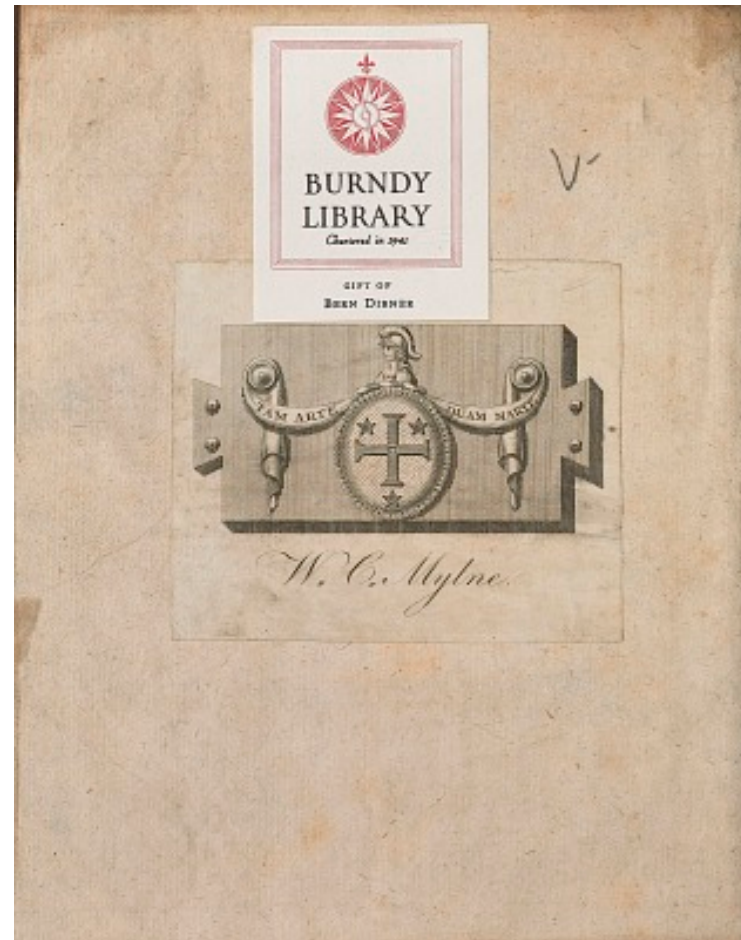 V
BURNDY
LIBRARY
Chartered in 1941
GIFT OF
BERN DIBNER
TAM ARTE QUAM MARTE
W. C. Mylne.